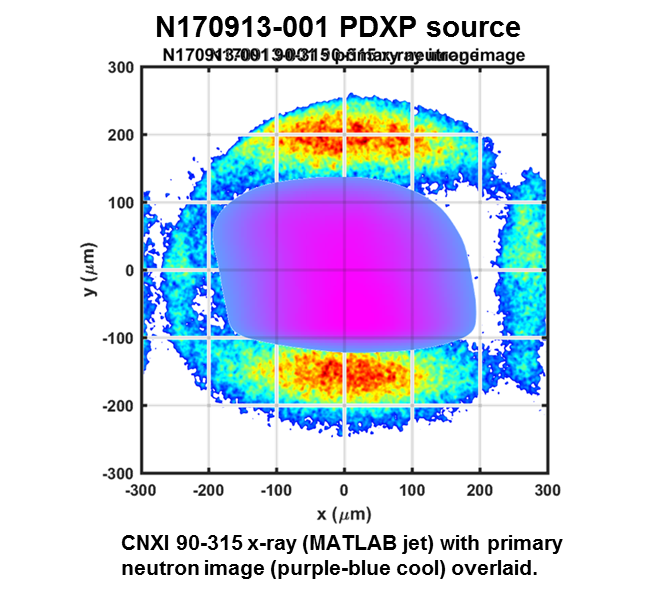 N170913-001 PDXP source
300
200
100
0
-100
-200
-300
-300 -200 -100 0 100 200 300
y (μm)
x (μm)
CNXI 90-315 x-ray (MATLAB jet) with primary
neutron image (purple-blue cool) overlaid.